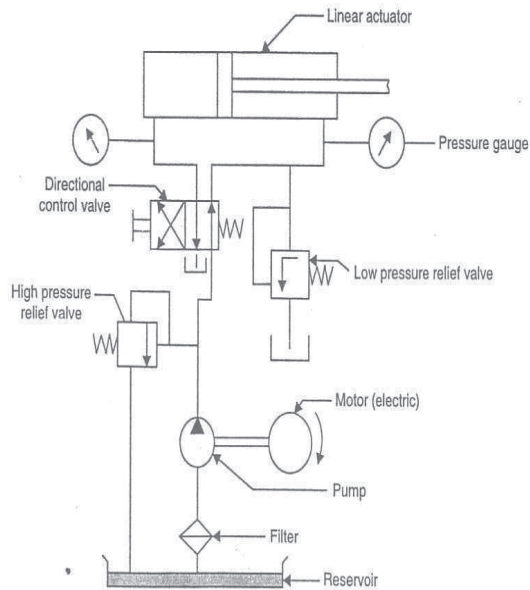 Linear actuator
Pressure gauge
Directional
control valve
Low pressure relief valve
High pressure
relief valve
Motor (electric)
Pump
Filter
Reservoir